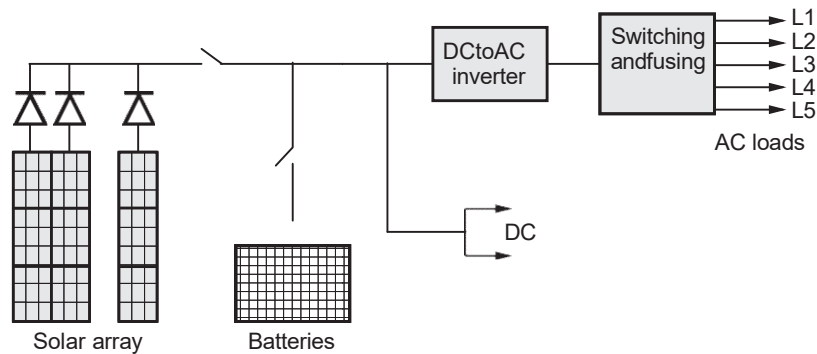 L1
L2
L3
L4
L5
DCtoAC
inverter
Switching
andfusing
AC loads
DC
Solar array
Batteries